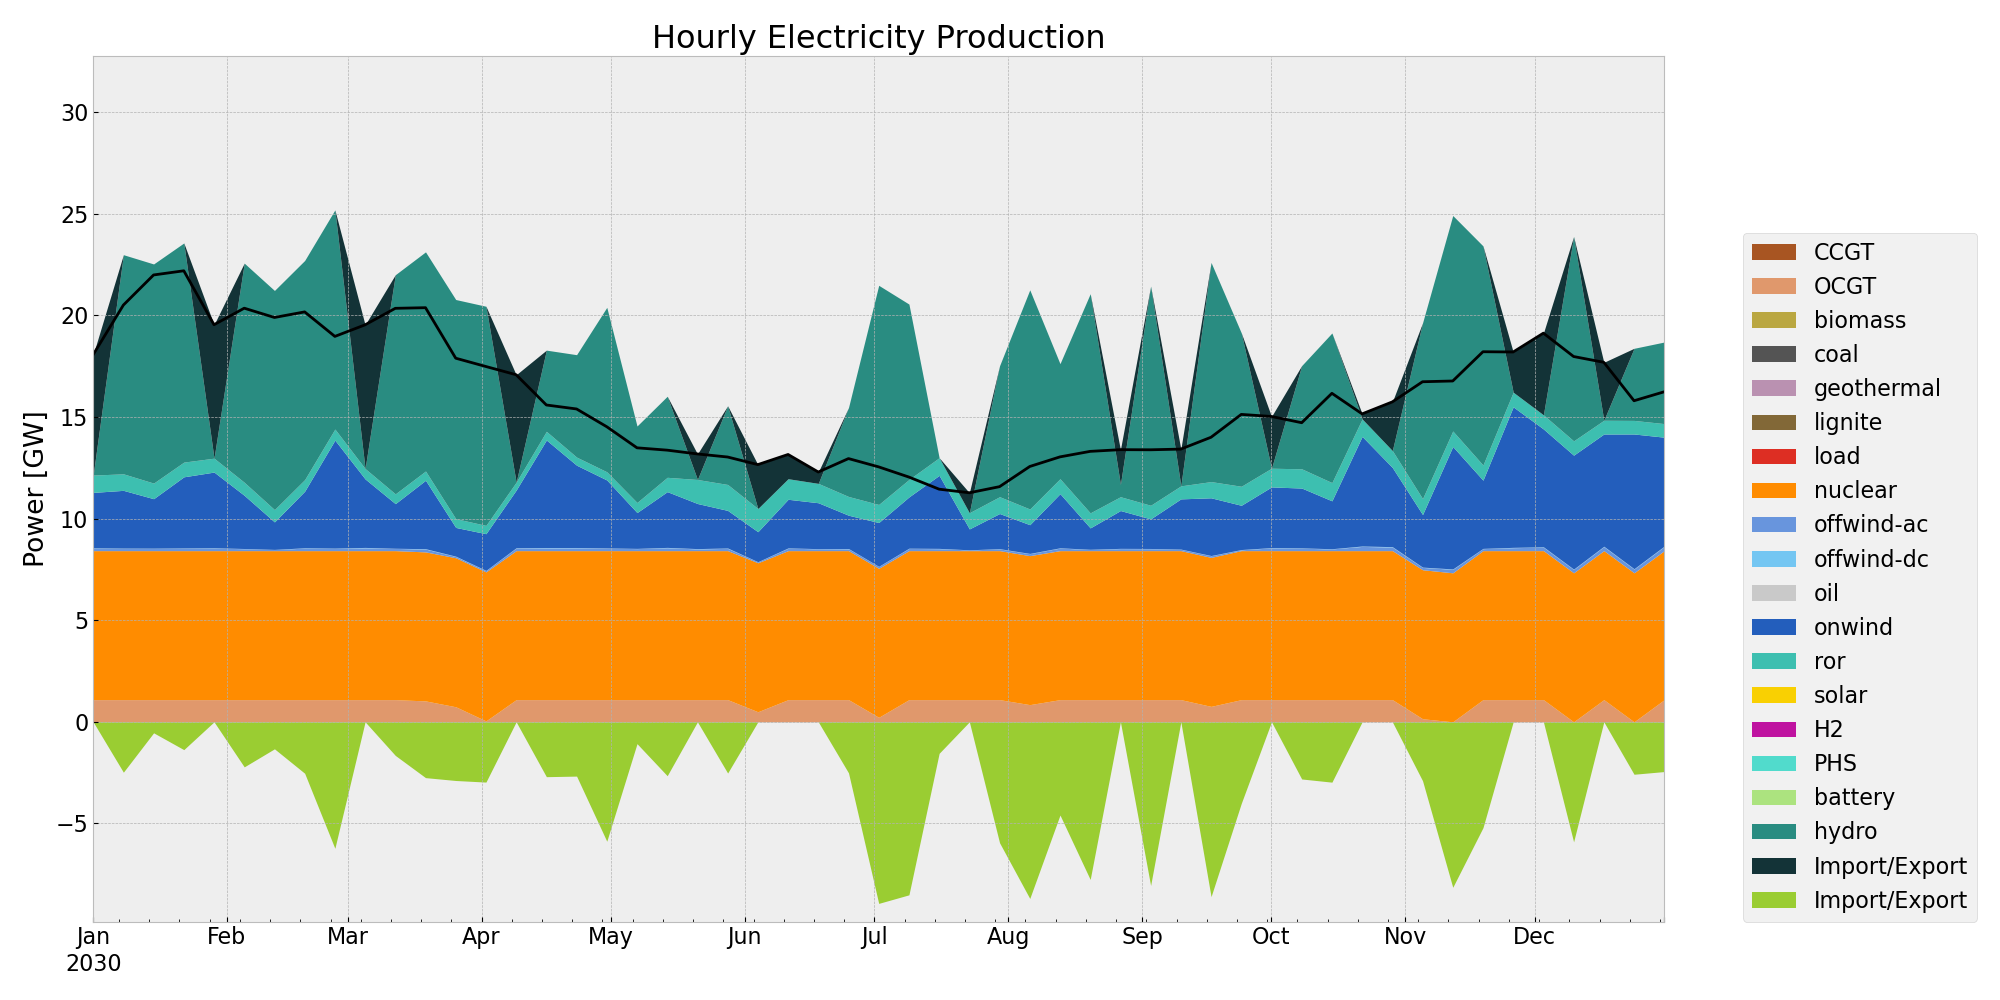 Hourly Electricity Production
Power [GW]
30
25
20
15
10
5
0
−5
Jan Feb Mar Apr May Jun Jul Aug Sep Oct Nov Dec
2030
CCGT
OCGT
biomass
coal
geothermal
lignite
load
nuclear
offwind-ac
offwind-dc
oil
onwind
ror
solar
H2
PHS
battery
hydro
Import/Export
Import/Export